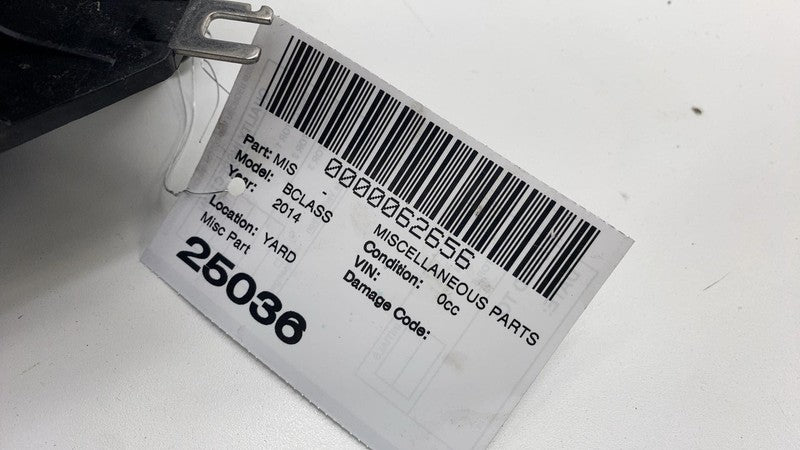 0000062656
Part: MIS - MISCELLANEOUS PARTS
Model: BCLASS Condition: 0cc
Year: 2014 VIN:
Damage Code:
Location: YARD
Misc Part
25036